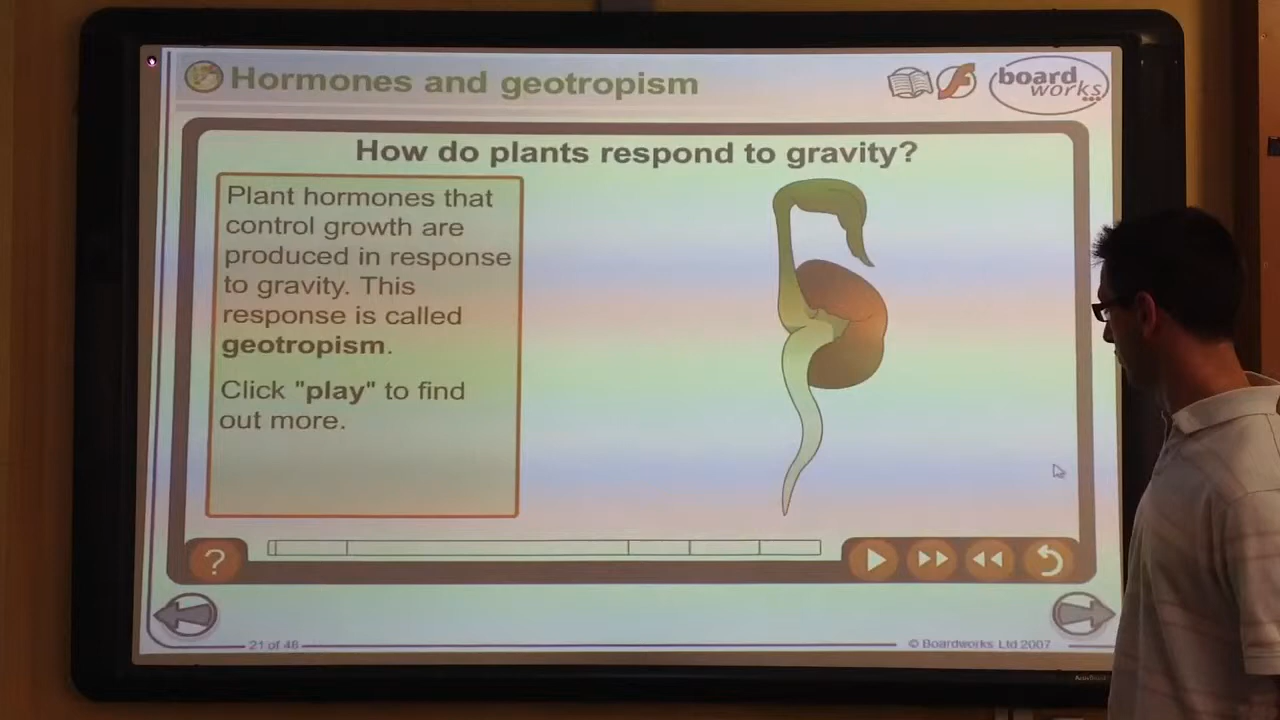 Hormones and geotropism
board
works
How do plants respond to gravity?
Plant hormones that
control growth are
produced in response
to gravity. This
response is called
geotropism.
Click "play" to find
out more.
?
21 of 48
© Boardworks Ltd 2007